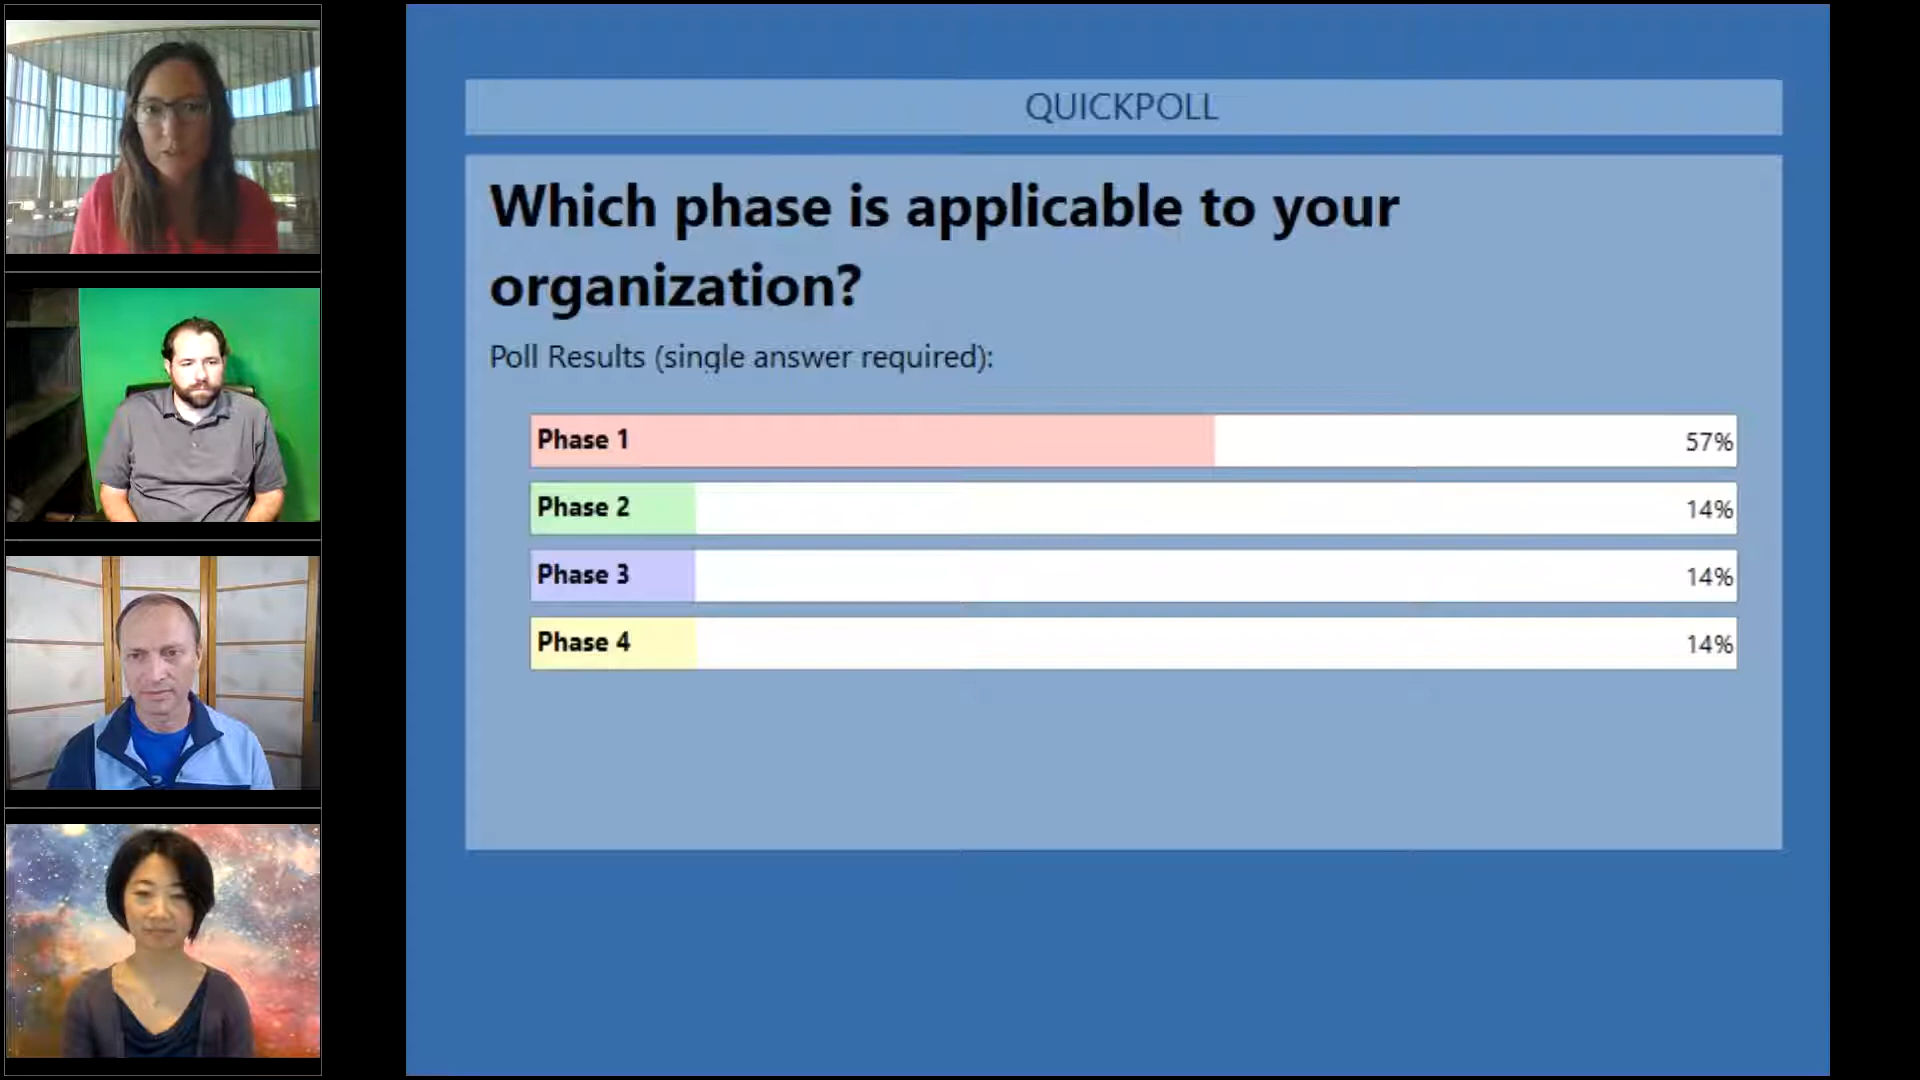 QUICKPOLL
Which phase is applicable to your
organization?
Poll Results (single answer required):
Phase 1 57%
Phase 2 14%
Phase 3 14%
Phase 4 14%